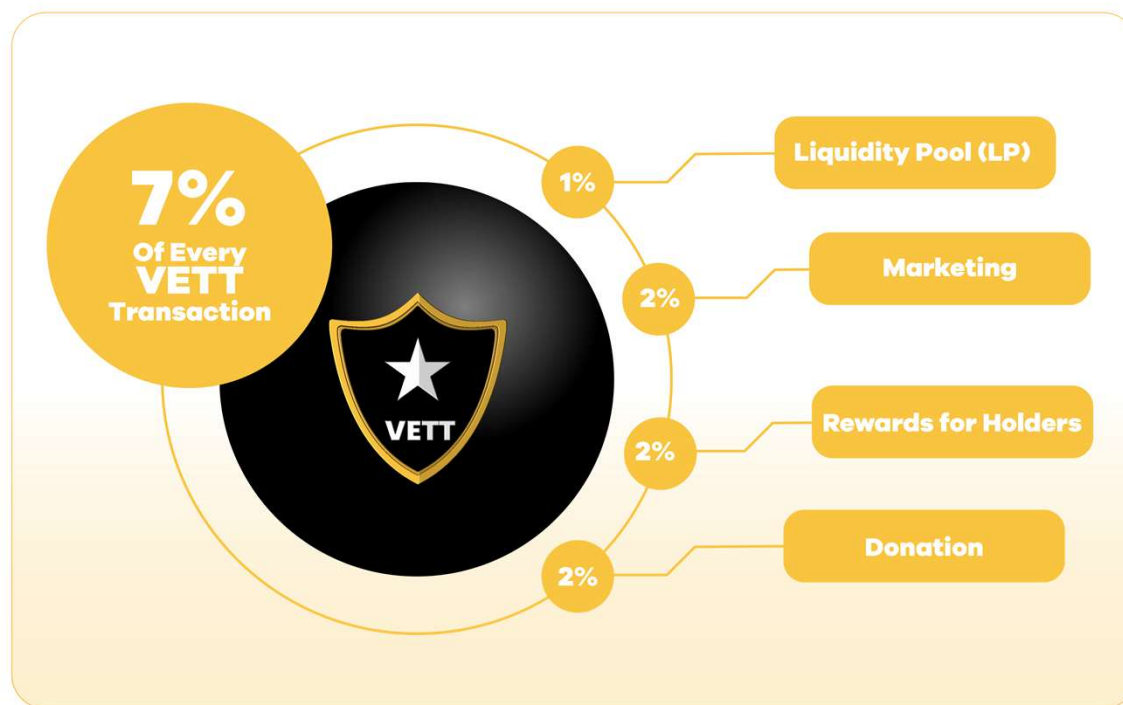 7%
Of Every
VETT
Transaction
VETT
1%
Liquidity Pool (LP)
2%
Marketing
2%
Rewards for Holders
2%
Donation